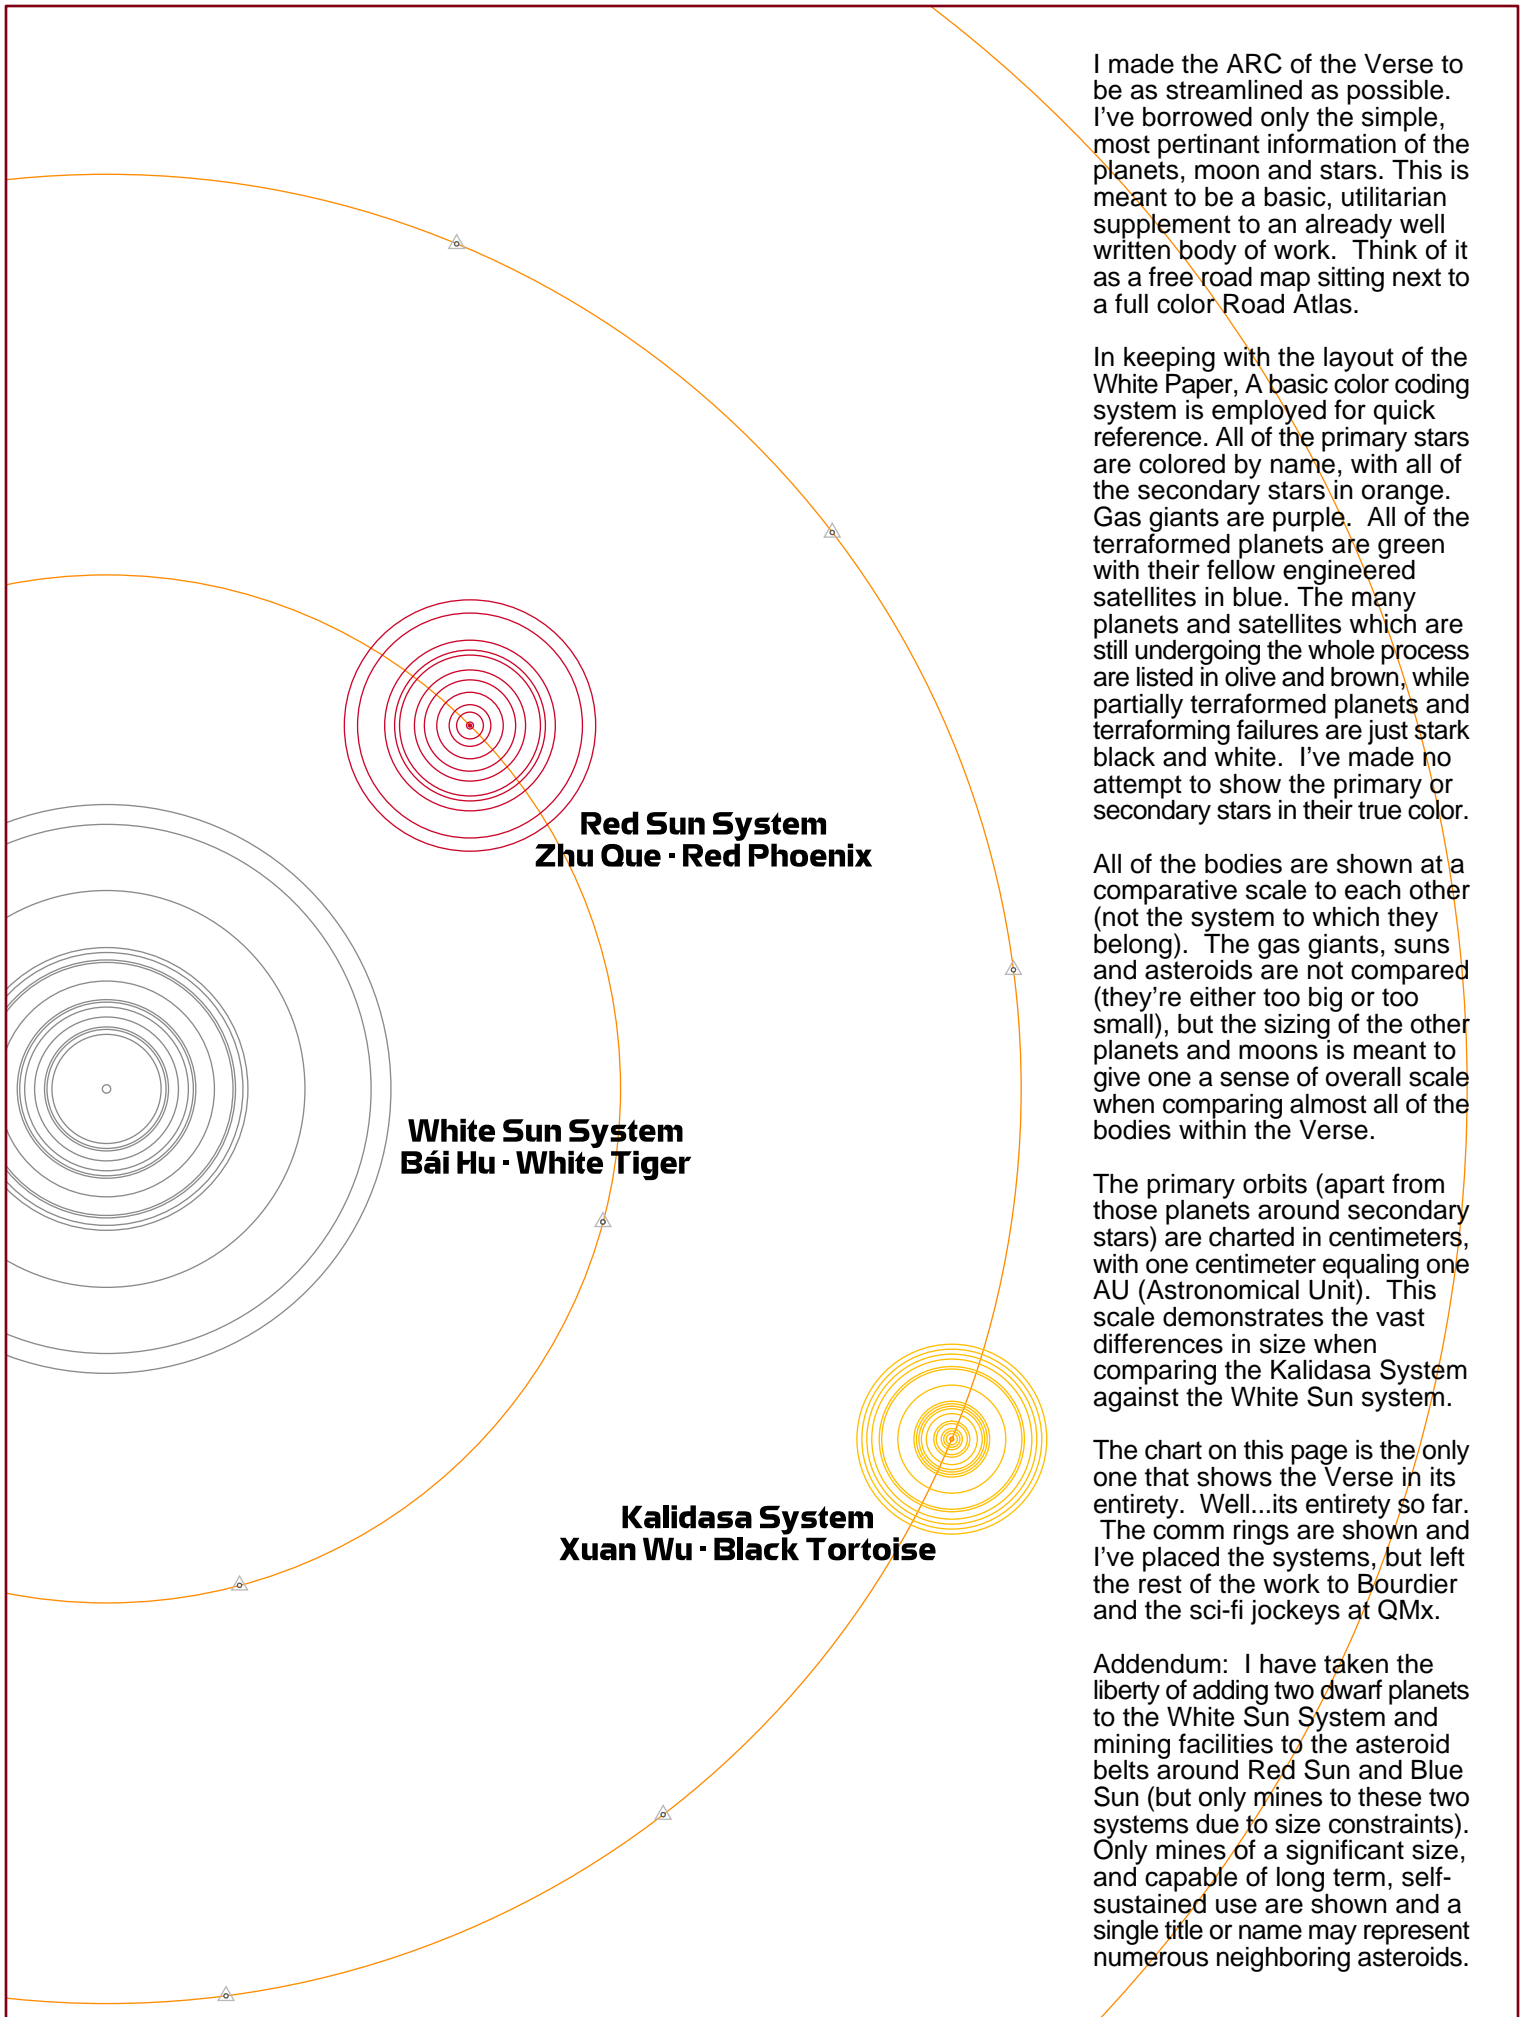 I made the ARC of the Verse to
be as streamlined as possible.
I've borrowed only the simple,
most pertinant information of the
planets, moon and stars. This is
meant to be a basic, utilitarian
supplement to an already well
written body of work.  Think of it
as a free road map sitting next to
a full color Road Atlas.

In keeping with the layout of the
White Paper, A basic color coding
system is employed for quick
reference. All of the primary stars
are colored by name, with all of
the secondary stars in orange.
Gas giants are purple.  All of the
terraformed planets are green
with their fellow engineered
satellites in blue. The many
planets and satellites which are
still undergoing the whole process
are listed in olive and brown, while
partially terraformed planets and
terraforming failures are just stark
black and white.  I've made no
attempt to show the primary or
secondary stars in their true color.

All of the bodies are shown at a
comparative scale to each other
(not the system to which they
belong).  The gas giants, suns
and asteroids are not compared
(they're either too big or too
small), but the sizing of the other
planets and moons is meant to
give one a sense of overall scale
when comparing almost all of the
bodies within the Verse.

The primary orbits (apart from
those planets around secondary
stars) are charted in centimeters,
with one centimeter equaling one
AU (Astronomical Unit).  This
scale demonstrates the vast
differences in size when
comparing the Kalidasa System
against the White Sun system.

The chart on this page is the only
one that shows the Verse in its
entirety.  Well...its entirety so far.
The comm rings are shown and
I've placed the systems, but left
the rest of the work to Bourdier
and the sci-fi jockeys at QMx.

Addendum:  I have taken the
liberty of adding two dwarf planets
to the White Sun System and
mining facilities to the asteroid
belts around Red Sun and Blue
Sun (but only mines to these two
systems due to size constraints).
Only mines of a significant size,
and capable of long term, self-
sustained use are shown and a
single title or name may represent
numerous neighboring asteroids.

Red Sun System
Zhu Que · Red Phoenix

White Sun System
Bái Hu · White Tiger

Kalidasa System
Xuan Wu · Black Tortoise